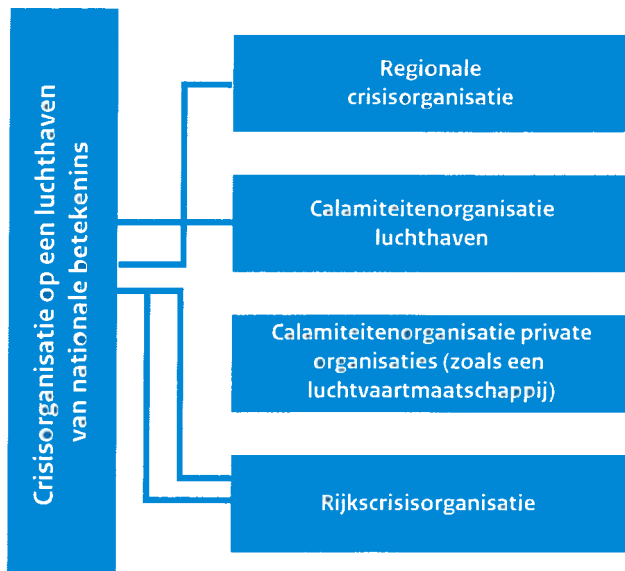 Crisisorganisatie op een luchthaven
van nationale betekenins
Regionale
crisisorganisatie
Calamiteitenorganisatie
luchthaven
Calamiteitenorganisatie private
organisaties (zoals een
luchtvaartmaatschappij)
Rijkscrisisorganisatie